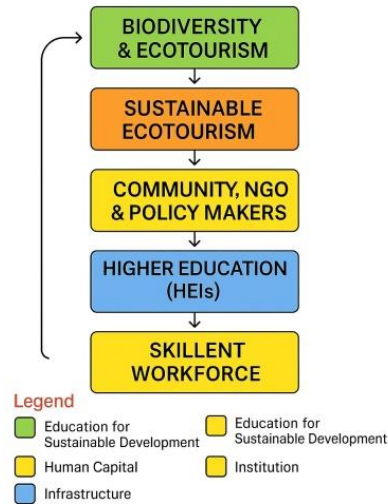 BIODIVERSITY
& ECOTOURISM
SUSTAINABLE
ECOTOURISM
COMMUNITY, NGO
& POLICY MAKERS
HIGHER EDUCATION
(HEIs)
SKILLENT
WORKFORCE
Legend
Education for
Sustainable Development
Human Capital
Infrastructure
Education for
Sustainable Development
Institution